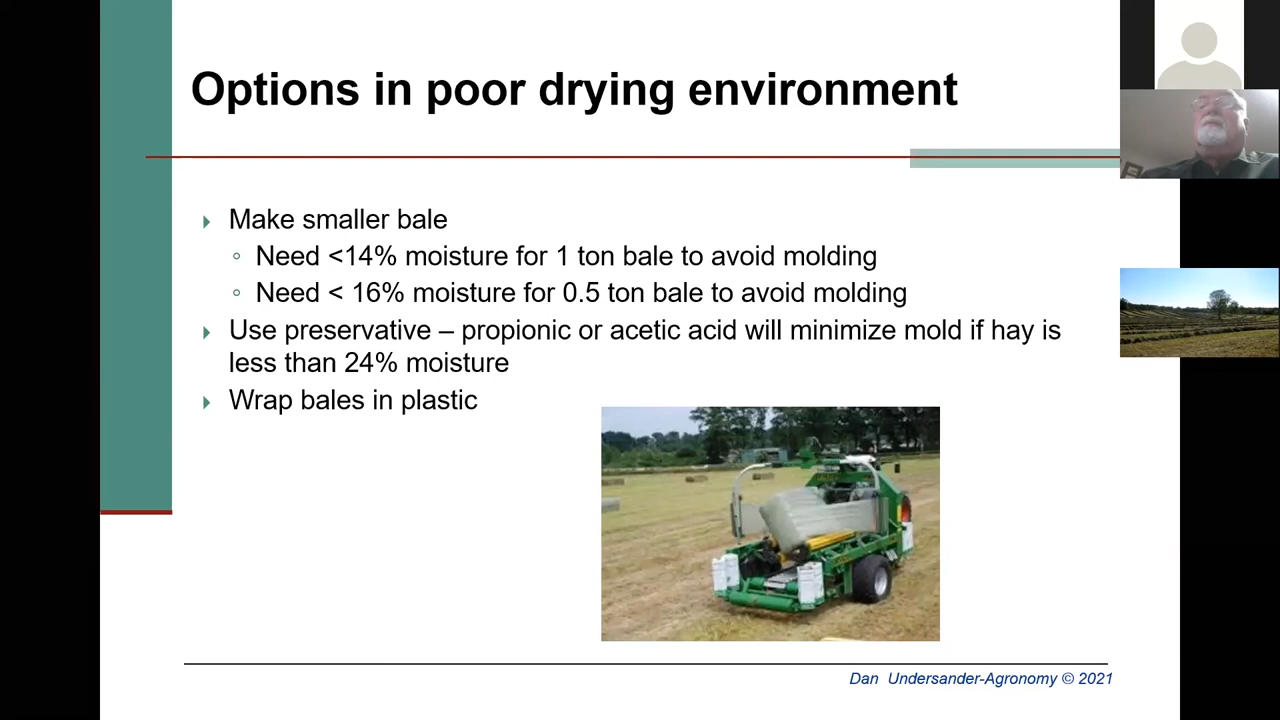 Options in poor drying environment
Make smaller bale
Need <14% moisture for 1 ton bale to avoid molding
Need < 16% moisture for 0.5 ton bale to avoid molding
Use preservative – propionic or acetic acid will minimize mold if hay is
less than 24% moisture
Wrap bales in plastic
Dan Undersander-Agronomy © 2021